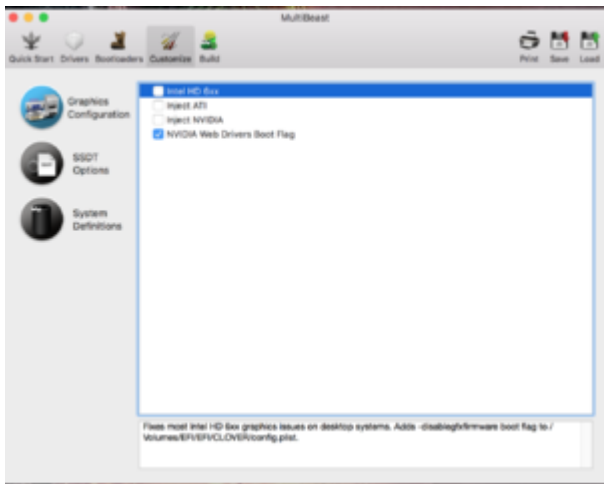 MultiBeast
Quick Start Drivers Bootloaders Customize Build Print Save Load
Graphics
Configuration
SSDT
Options
System
Definitions
Intel HD 6xx
Inject ATI
Inject NVIDIA
NVIDIA Web Drivers Boot Flag
Fixes most Intel HD 6xx graphics issues on desktop systems. Adds -disablegfxfirmware boot flag to /
Volumes/EFI/EFI/CLOVER/config.plist.